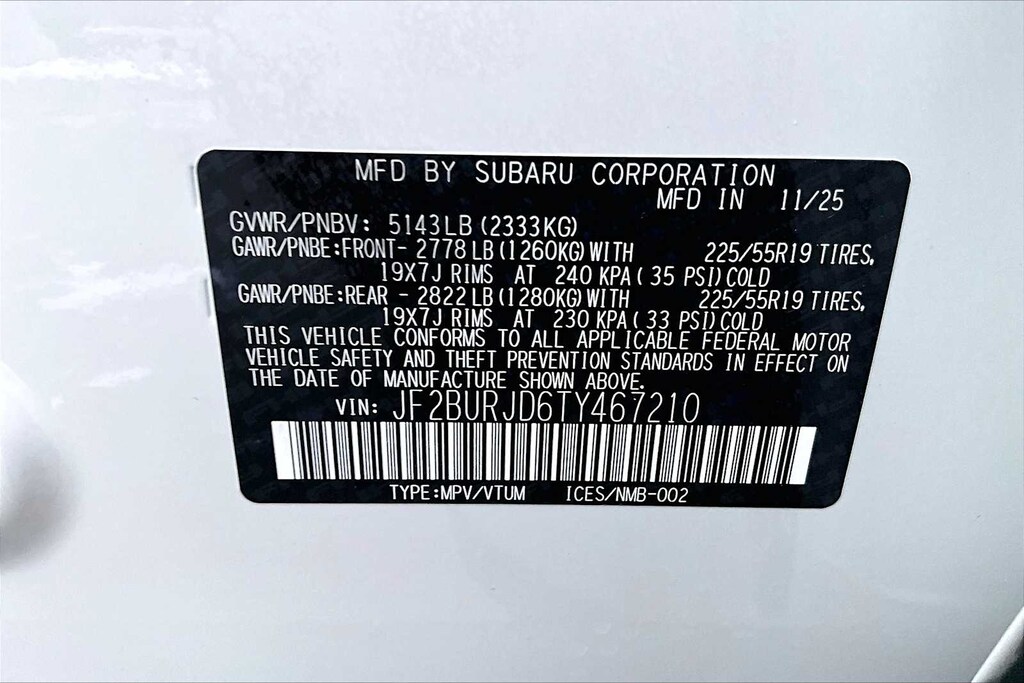 MFD BY SUBARU CORPORATION
MFD IN 11/25
GVWR/PNBV: 5143LB (2333KG)
GAWR/PNBE:FRONT- 2778 LB (1260KG) WITH 225/55R19 TIRES,
19X7J RIMS AT 240 KPA ( 35 PSI) COLD
GAWR/PNBE:REAR - 2822 LB (1280KG) WITH 225/55R19 TIRES,
19X7J RIMS AT 230 KPA ( 33 PSI) COLD
THIS VEHICLE CONFORMS TO ALL APPLICABLE FEDERAL MOTOR
VEHICLE SAFETY AND THEFT PREVENTION STANDARDS IN EFFECT ON
THE DATE OF MANUFACTURE SHOWN ABOVE.
VIN: JF2BURJD6TY467210
TYPE:MPV/VTUM ICES/NMB-002